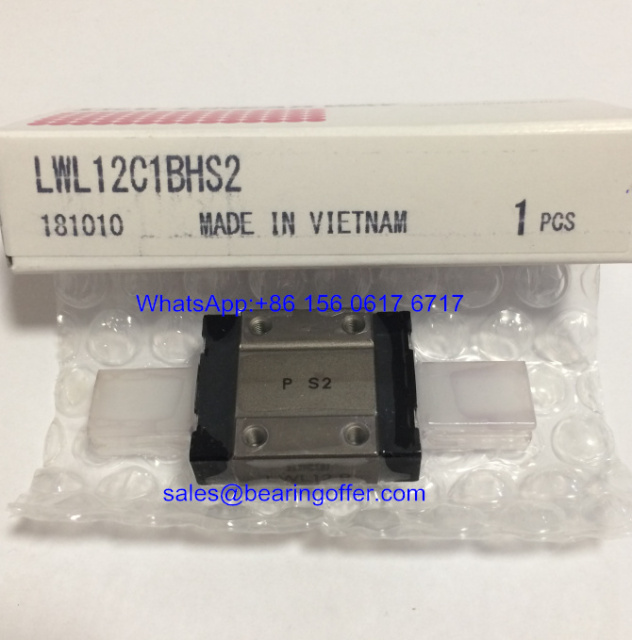 LWL12C1BHS2
181010 MADE IN VIETNAM 1 PCS
WhatsApp:+86 156 0617 6717
P S2
sales@bearingoffer.com